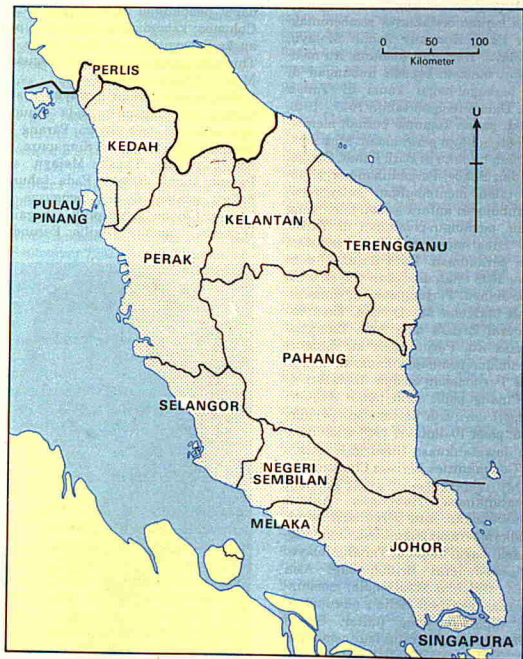 0 50 100
Kilometer
PERLIS
U
KEDAH
PULAU
PINANG
KELANTAN
TERENGGANU
PERAK
PAHANG
SELANGOR
NEGERI
SEMBILAN
MELAKA
JOHOR
SINGAPURA